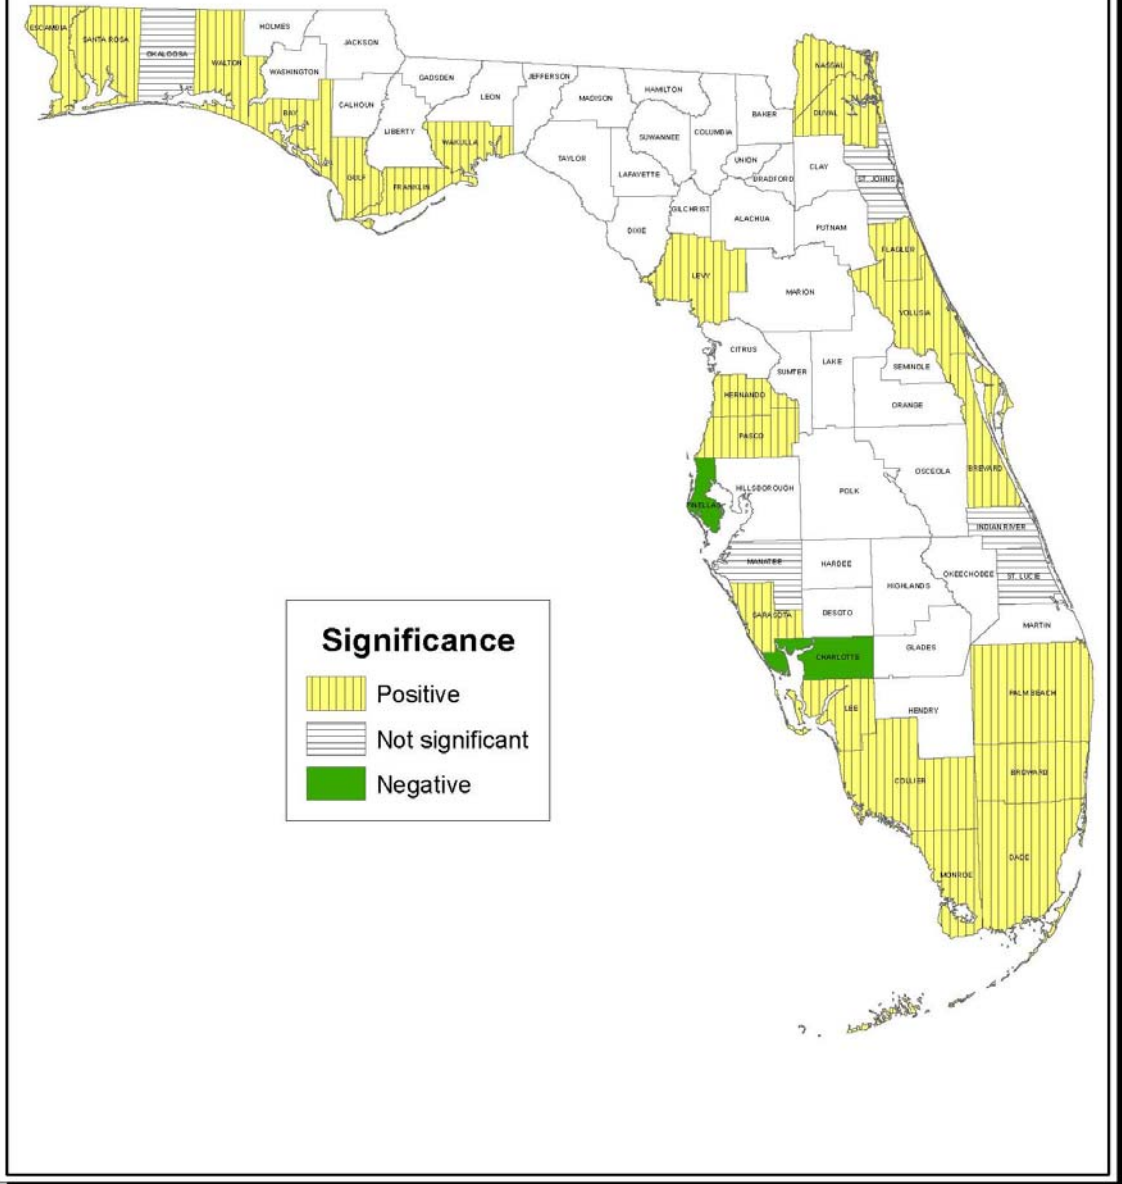 ESCAMBIA
SANTA ROSA
OKALOOSA
WALTON
HOLMES
JACKSON
WASHINGTON
BAY
CALHOUN
GULF
LIBERTY
GADSDEN
LEON
WAKULLA
FRANKLIN
JEFFERSON
MADISON
TAYLOR
HAMILTON
SUWANNEE
LAFAYETTE
DIXIE
COLUMBIA
GILCHRIST
LEVY
BAKER
UNION
BRADFORD
ALACHUA
NASSAU
DUVAL
CLAY
ST. JOHNS
PUTNAM
FLAGLER
MARION
VOLUSIA
CITRUS
SUMTER
LAKE
SEMINOLE
ORANGE
HERNANDO
PASCO
BREVARD
OSCEOLA
HILLSBOROUGH
POLK
PINELLAS
INDIAN RIVER
MANATEE
HARDEE
HIGHLANDS
OKEECHOBEE
ST. LUCIE
SARASOTA
DESOTO
MARTIN
CHARLOTTE
GLADES
LEE
HENDRY
PALM BEACH
COLLIER
BROWARD
MONROE
DADE
Significance
Positive
Not significant
Negative